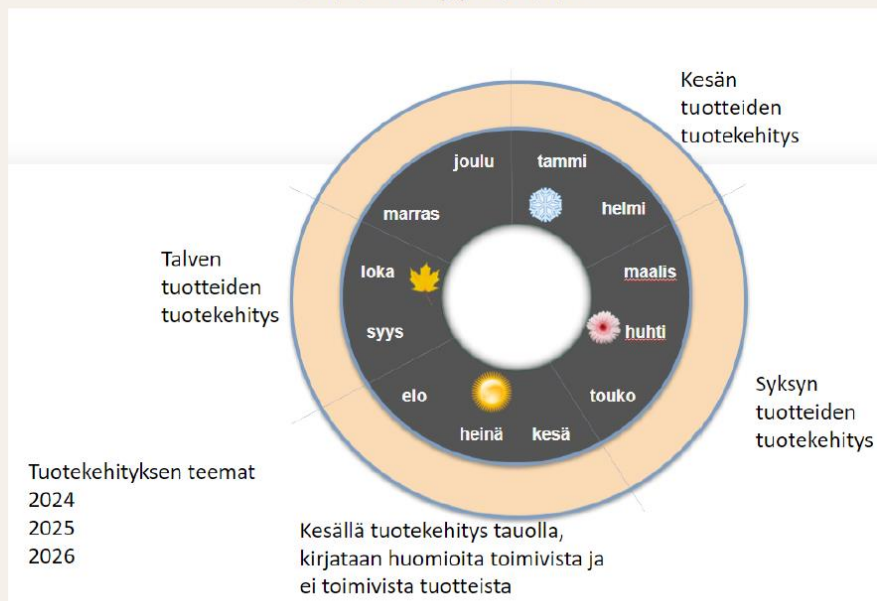 Kesän
tuotteiden
tuotekehitys
joulu
tammi
marras
helmi
loka
maalis
syys
huhti
elo
touko
heinä
kesä
Talven
tuotteiden
tuotekehitys
Syksyn
tuotteiden
tuotekehitys
Tuotekehityksen teemat
2024
2025
2026
Kesällä tuotekehitys tauolla,
kirjataan huomioita toimivista ja
ei toimivista tuotteista